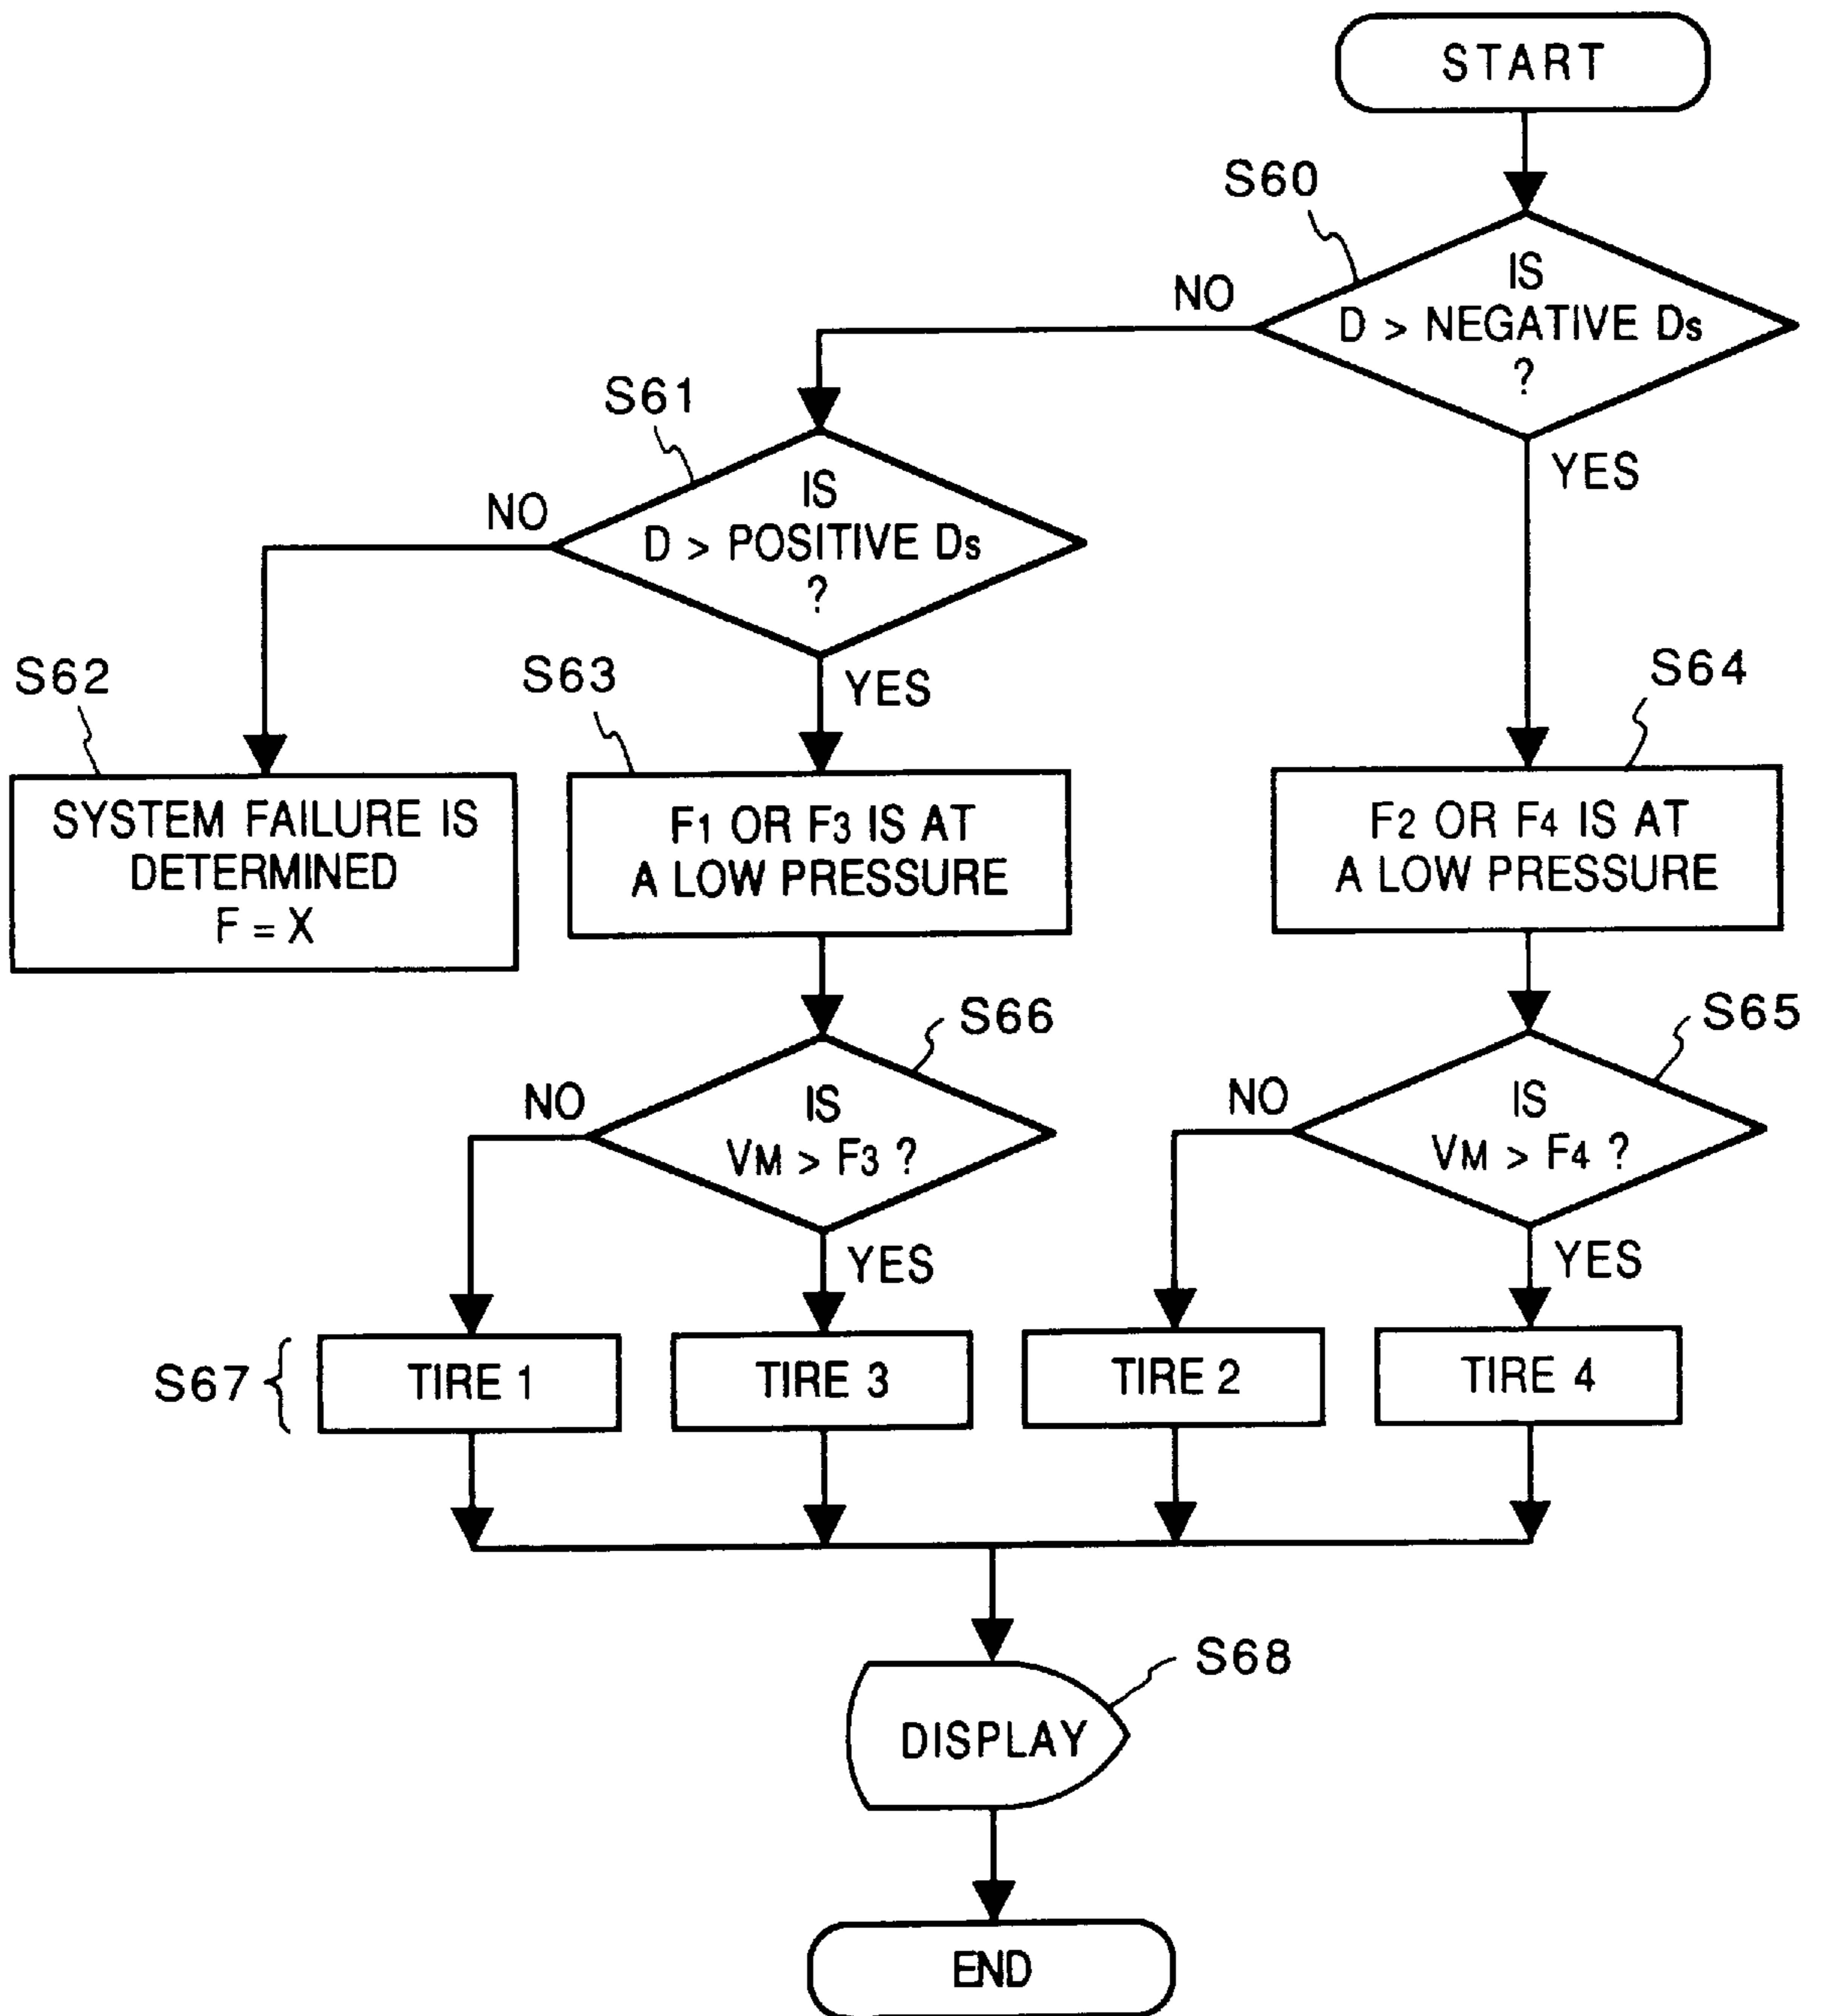 START
S60
IS
D > NEGATIVE Ds
?
NO
YES
S61
IS
D > POSITIVE Ds
?
NO
YES
S62
SYSTEM FAILURE IS
DETERMINED
F = X
S63
F1 OR F3 IS AT
A LOW PRESSURE
S64
F2 OR F4 IS AT
A LOW PRESSURE
S66
IS
VM > F3 ?
NO
YES
S65
IS
VM > F4 ?
NO
YES
S67
TIRE 1
TIRE 3
TIRE 2
TIRE 4
S68
DISPLAY
END